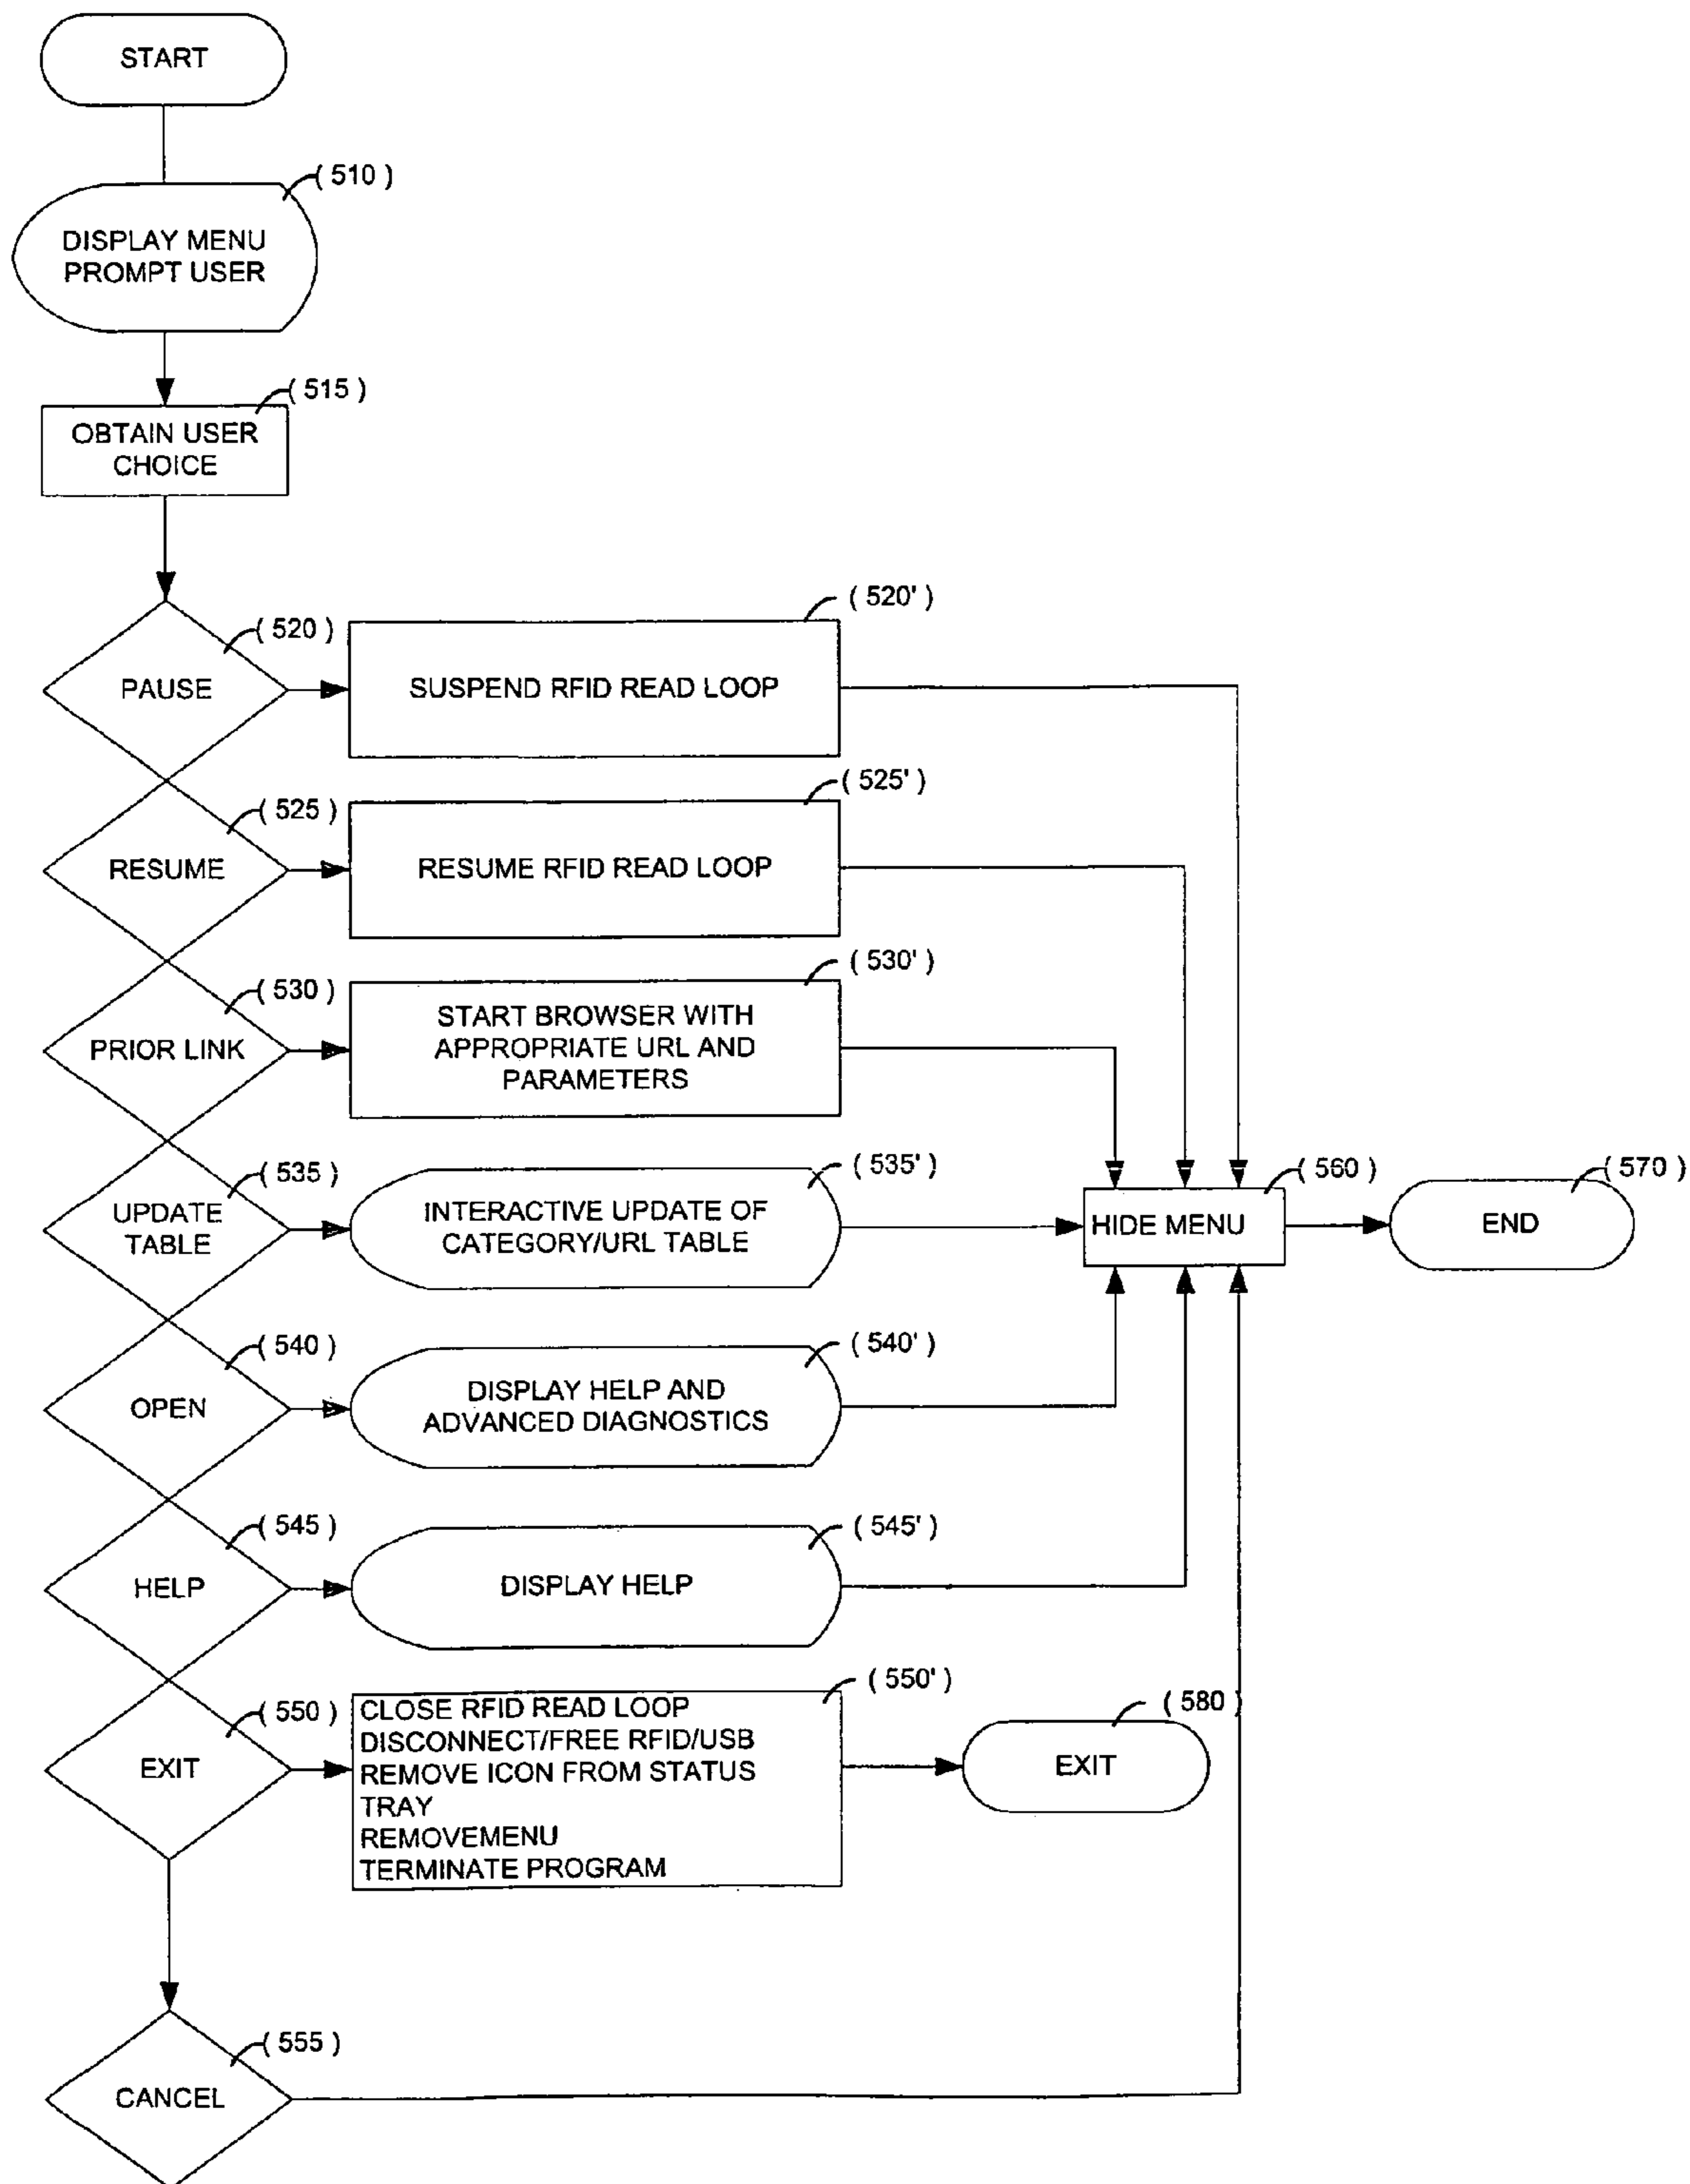 START
( 510 )
DISPLAY MENU
PROMPT USER
( 515 )
OBTAIN USER
CHOICE
( 520 )
PAUSE
( 520' )
SUSPEND RFID READ LOOP
( 525 )
RESUME
( 525' )
RESUME RFID READ LOOP
( 530 )
PRIOR LINK
( 530' )
START BROWSER WITH
APPROPRIATE URL AND
PARAMETERS
( 535 )
UPDATE
TABLE
( 535' )
INTERACTIVE UPDATE OF
CATEGORY/URL TABLE
( 560 )
HIDE MENU
( 570 )
END
( 540 )
OPEN
( 540' )
DISPLAY HELP AND
ADVANCED DIAGNOSTICS
( 545 )
HELP
( 545' )
DISPLAY HELP
( 550 )
EXIT
( 550' )
CLOSE RFID READ LOOP
DISCONNECT/FREE RFID/USB
REMOVE ICON FROM STATUS
TRAY
REMOVEMENU
TERMINATE PROGRAM
( 580 )
EXIT
( 555 )
CANCEL